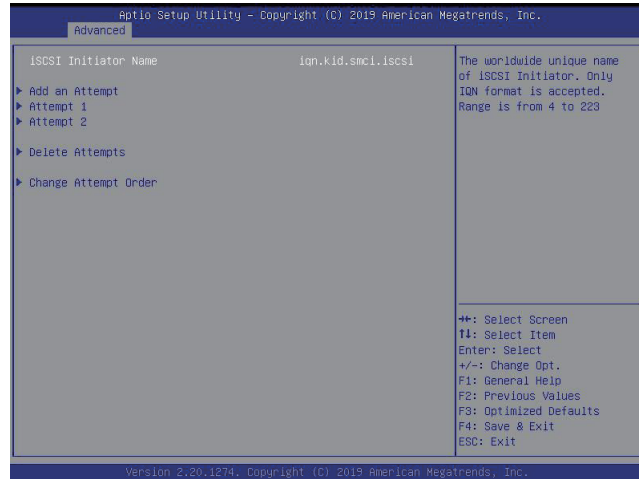 Aptio Setup Utility – Copyright (C) 2019 American Megatrends, Inc.
Advanced
iSCSI Initiator Name iqn.kid.smci.iscsi
▶ Add an Attempt
▶ Attempt 1
▶ Attempt 2
▶ Delete Attempts
▶ Change Attempt Order
The worldwide unique name
of iSCSI Initiator. Only
IQN format is accepted.
Range is from 4 to 223
→←: Select Screen
↑↓: Select Item
Enter: Select
+/-: Change Opt.
F1: General Help
F2: Previous Values
F3: Optimized Defaults
F4: Save & Exit
ESC: Exit
Version 2.20.1274. Copyright (C) 2019 American Megatrends, Inc.